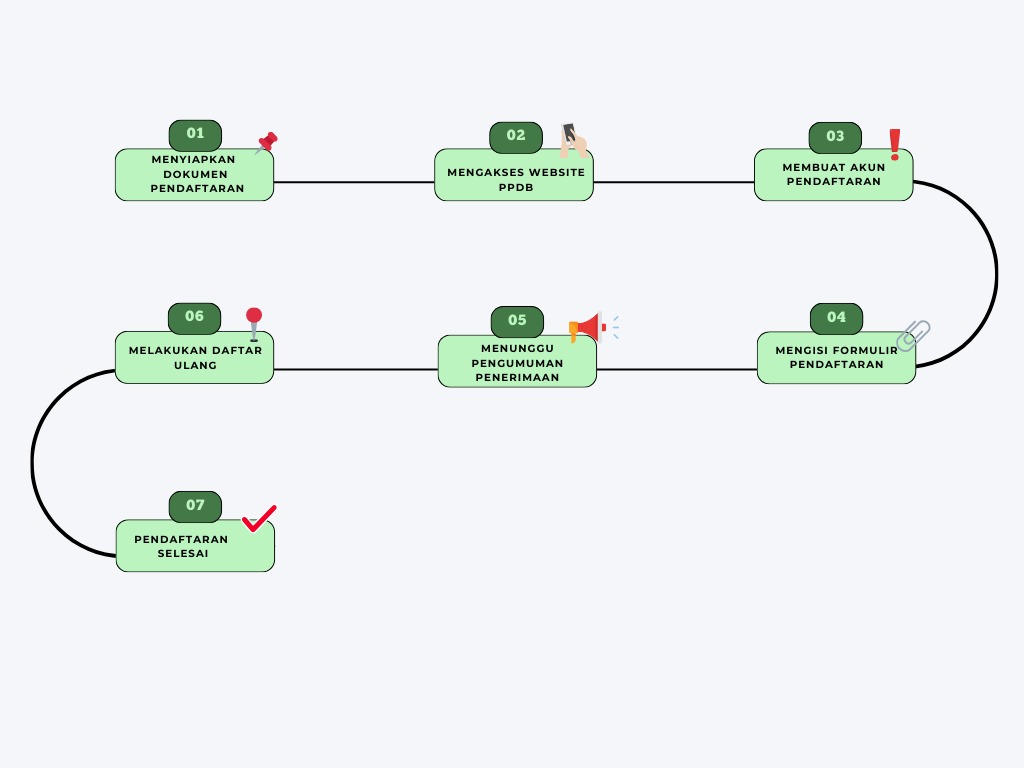 01
MENYIAPKAN
DOKUMEN
PENDAFTARAN
02
MENGAKSES WEBSITE
PPDB
03
MEMBUAT AKUN
PENDAFTARAN
04
MENGISI FORMULIR
PENDAFTARAN
05
MENUNGGU
PENGUMUMAN
PENERIMAAN
06
MELAKUKAN DAFTAR
ULANG
07
PENDAFTARAN
SELESAI